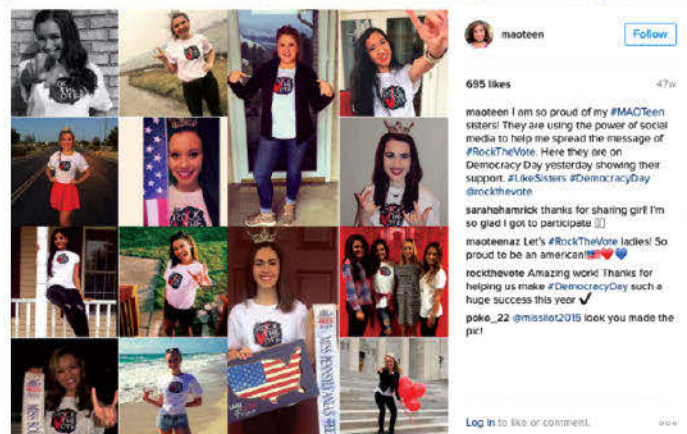 maoteen
Follow
695 likes
47w
maoteen I am so proud of my #MAOTeen
sisters! They are using the power of social
media to help me spread the message of
#RockTheVote. Here they are on
Democracy Day yesterday showing their
support. #LikeSisters #DemocracyDay
@rockthevote
sarahahamrick thanks for sharing girl! I'm
so glad I got to participate
maoteenaz Let's #RockTheVote ladies! So
proud to be an american!
rockthevote Amazing work! Thanks for
helping us make #DemocracyDay such a
huge success this year ✔
poko_22 @missilot2015 look you made the
pic!
Log in to like or comment.
ROCK
THE
VOTE